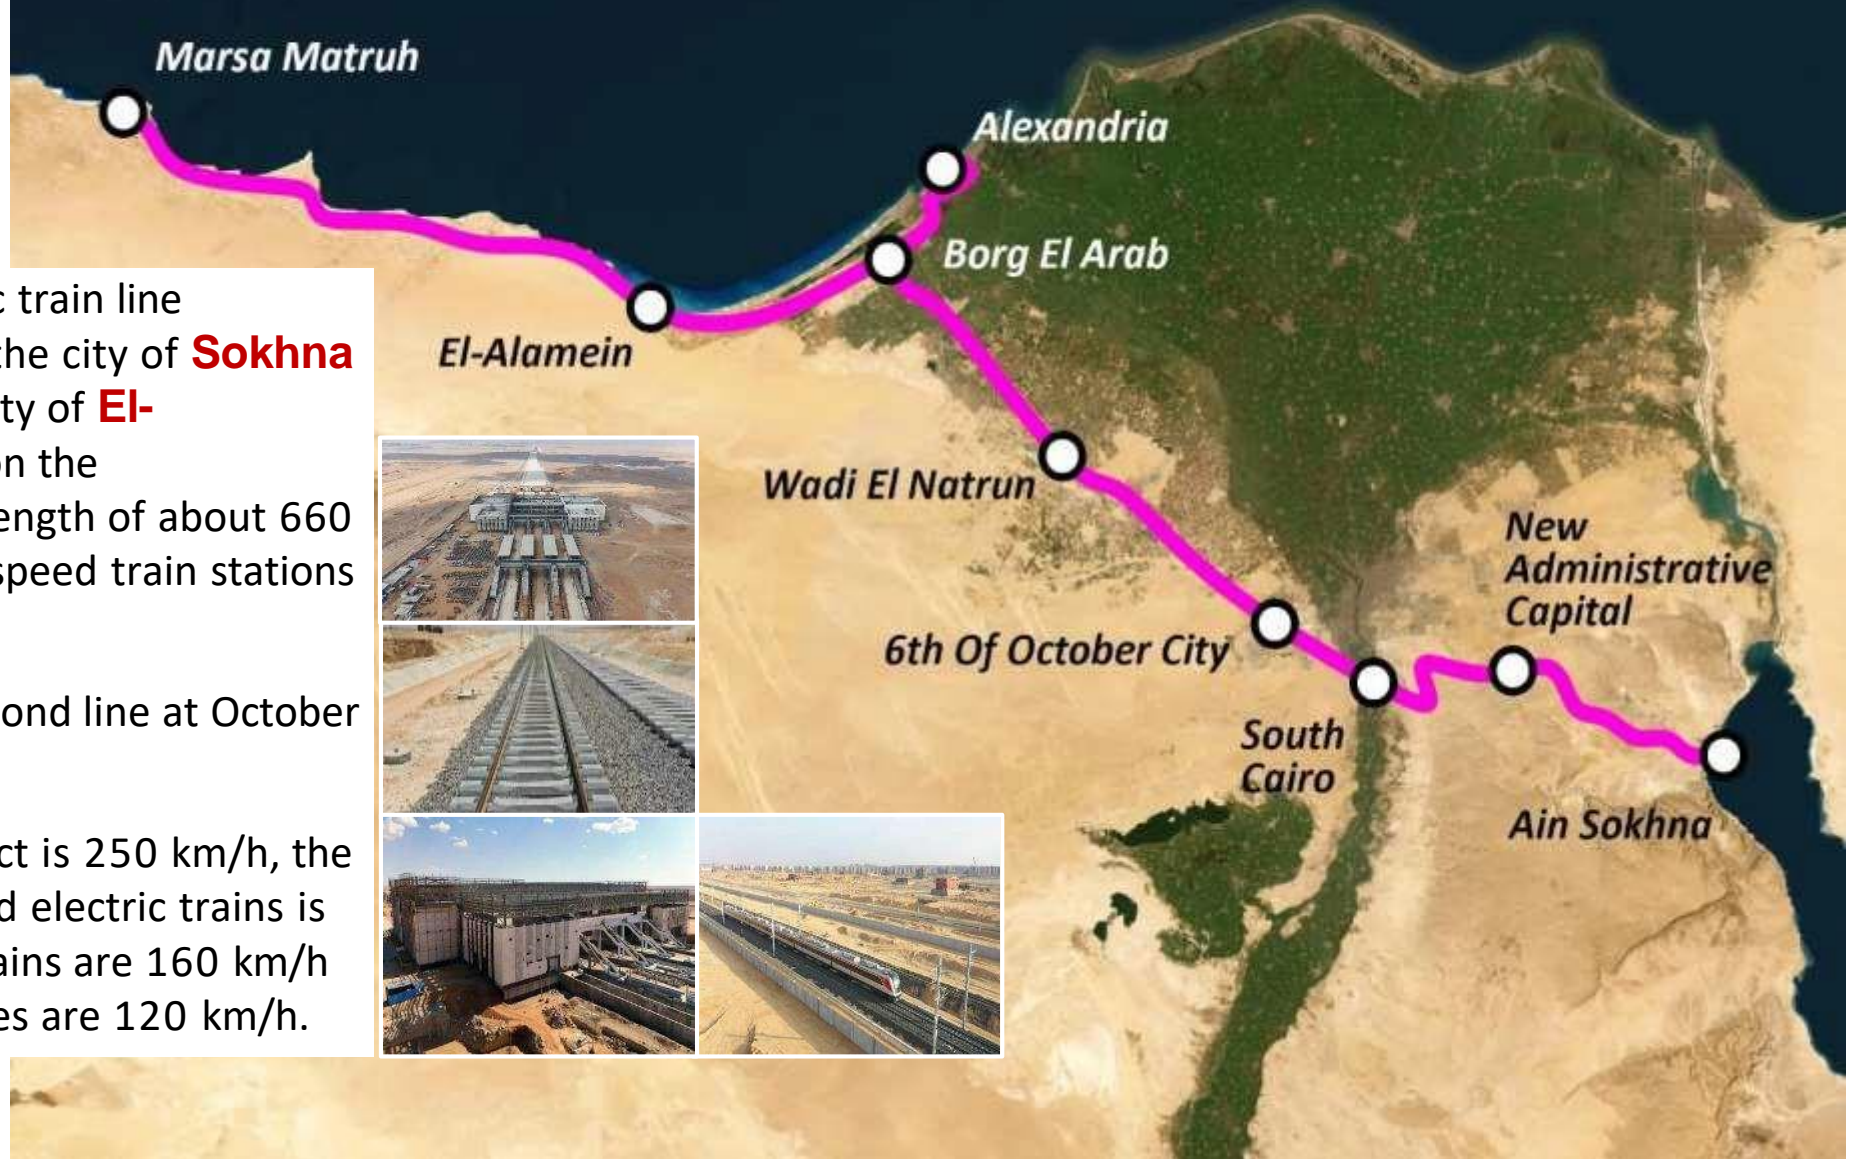 Marsa Matruh
Alexandria
Borg El Arab
El-Alamein
Wadi El Natrun
New
Administrative
Capital
6th Of October City
South
Cairo
Ain Sokhna
c train line
the city of Sokhna
ty of El-
on the
ength of about 660
speed train stations
ond line at October
ct is 250 km/h, the
d electric trains is
ains are 160 km/h
es are 120 km/h.